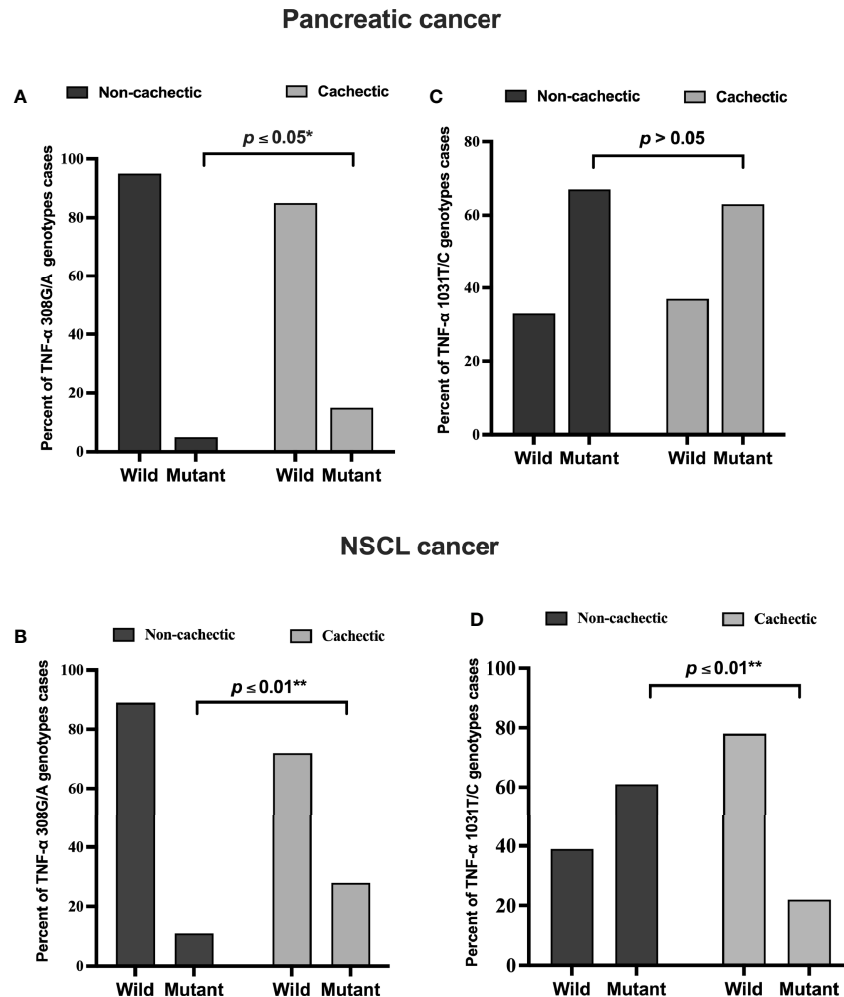 Pancreatic cancer
A
Non-cachectic
Cachectic
p ≤ 0.05*
Percent of TNF-α 308G/A genotypes cases
100
80
60
40
20
0
Wild Mutant
Wild Mutant
C
Non-cachectic
Cachectic
p > 0.05
Percent of TNF-α 1031T/C genotypes cases
80
60
40
20
0
Wild Mutant
Wild Mutant
NSCL cancer
B
Non-cachectic
Cachectic
p ≤ 0.01**
Percent of TNF-α 308G/A genotypes cases
100
80
60
40
20
0
Wild Mutant
Wild Mutant
D
Non-cachectic
Cachectic
p ≤ 0.01**
Percent of TNF-α 1031T/C genotypes cases
100
80
60
40
20
0
Wild Mutant
Wild Mutant